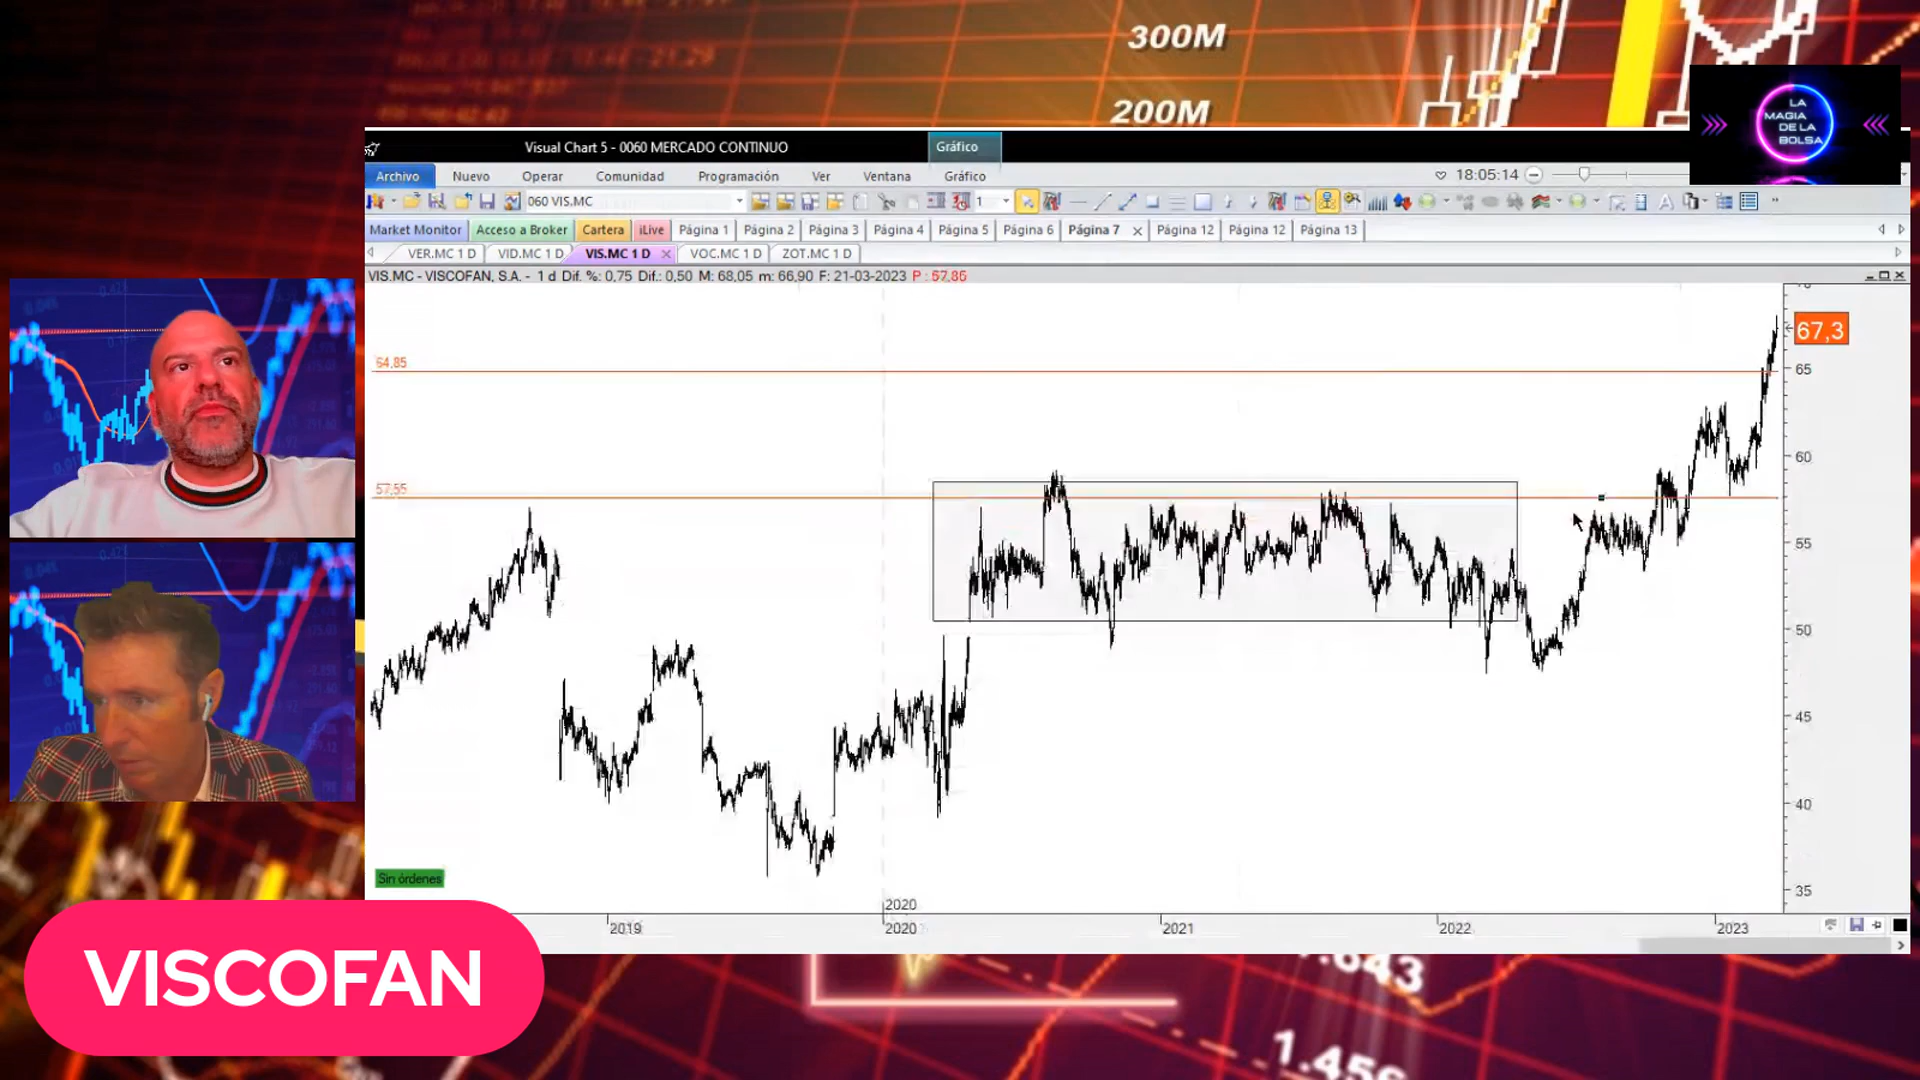 300M
200M
LA
MAGIA
DE LA
BOLSA
Visual Chart 5 - 0060 MERCADO CONTINUO
Gráfico
Archivo Nuevo Operar Comunidad Programación Ver Ventana Gráfico
18:05:14
060 VIS.MC
1
Market Monitor Acceso a Broker Cartera iLive Página 1 Página 2 Página 3 Página 4 Página 5 Página 6 Página 7 Página 12 Página 12 Página 13
VER.MC 1 D VID.MC 1 D VIS.MC 1 D VOC.MC 1 D ZOT.MC 1 D
VIS.MC - VISCOFAN, S.A. - 1 d Dif. %: 0,75 Dif.: 0,50 M: 68,05 m: 66,90 F: 21-03-2023 P : 57,86
67,3
64,85
65
60
57,55
55
50
45
40
35
Sin órdenes
2020
2019 2020 2021 2022 2023
VISCOFAN
1.643
1.459